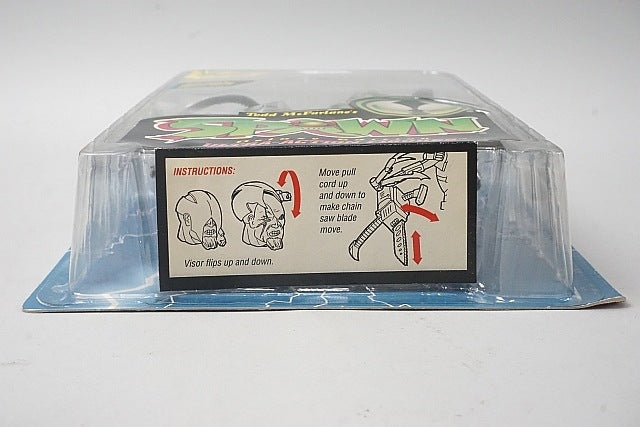 Todd McFarlane's
SPAWN
INSTRUCTIONS:
Visor flips up and down.
Move pull
cord up
and down to
make chain
saw blade
move.